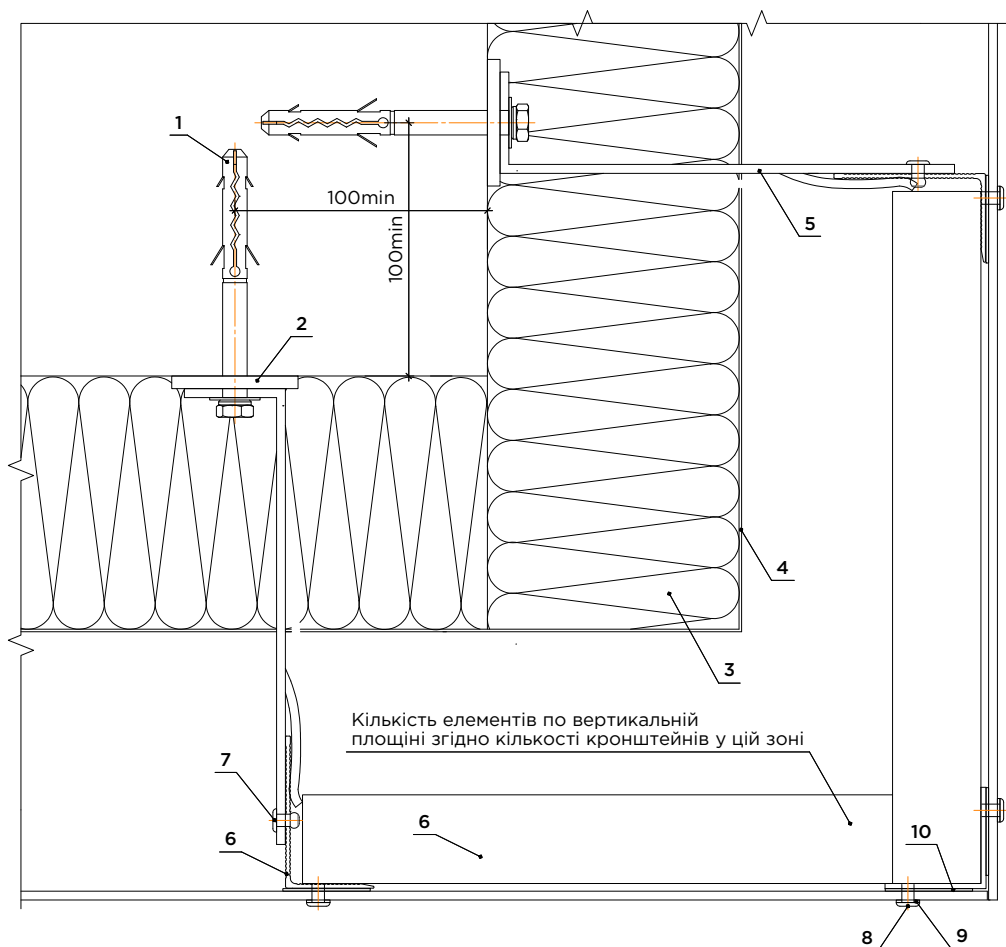 1
100min
100min
5
2
4
3
Кількість елементів по вертикальній
площіні згідно кількості кронштейнів у цій зоні
7
6
6
10
8
9